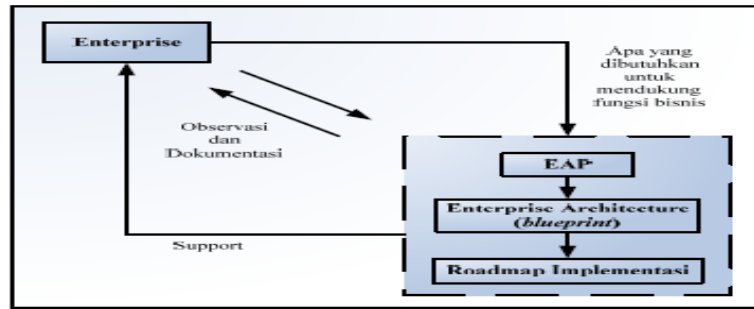 Enterprise
Apa yang
dibutuhkan
untuk
mendukung
fungsi bisnis
Observasi
dan
Dokumentasi
EAP
Enterprise Architecture
(blueprint)
Support
Roadmap Implementasi